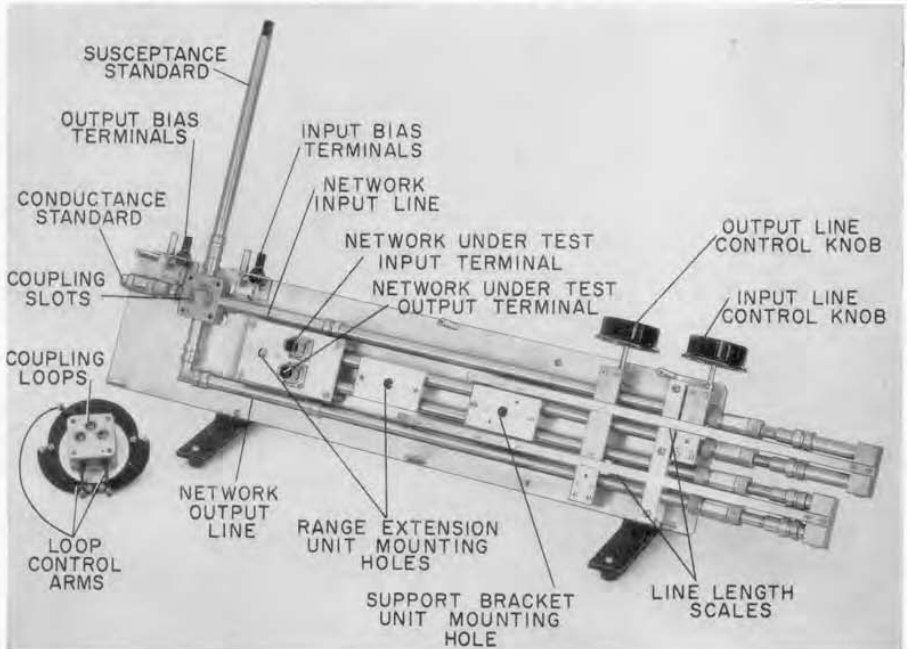 SUSCEPTANCE
STANDARD
OUTPUT BIAS
TERMINALS
INPUT BIAS
TERMINALS
CONDUCTANCE
STANDARD
NETWORK
INPUT LINE
NETWORK UNDER TEST
INPUT TERMINAL
OUTPUT LINE
CONTROL KNOB
COUPLING
SLOTS
NETWORK UNDER TEST
OUTPUT TERMINAL
INPUT LINE
CONTROL KNOB
COUPLING
LOOPS
NETWORK
OUTPUT
LINE
RANGE EXTENSION
UNIT MOUNTING
HOLES
LOOP
CONTROL
ARMS
SUPPORT BRACKET
UNIT MOUNTING
HOLE
LINE LENGTH
SCALES